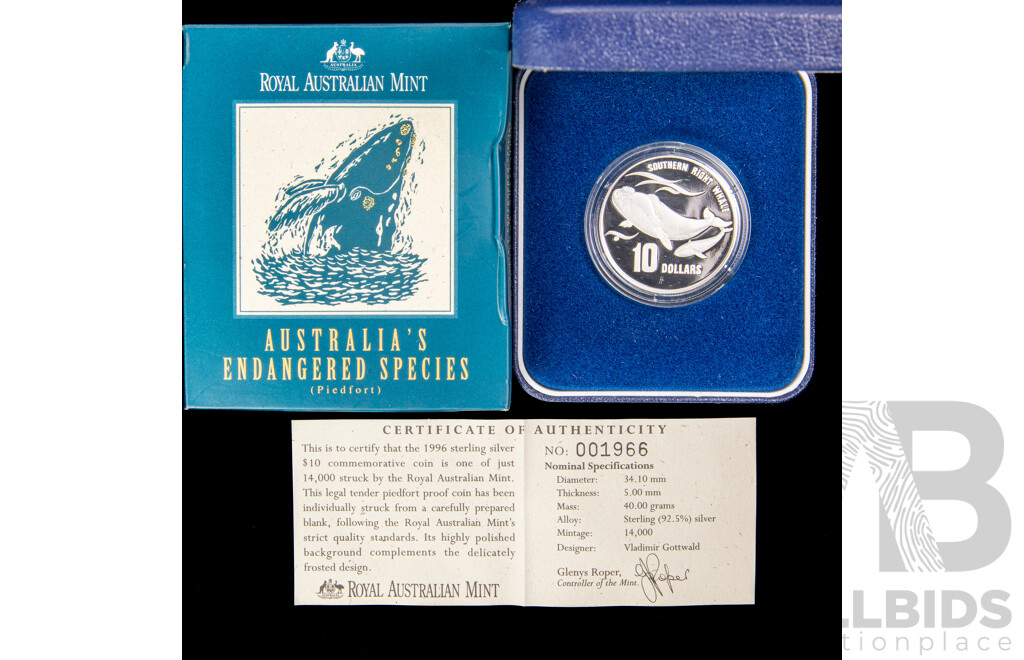 AUSTRALIA
ROYAL AUSTRALIAN MINT
AUSTRALIA'S
ENDANGERED SPECIES
(Piedfort)
SOUTHERN RIGHT WHALE
10 DOLLARS
CERTIFICATE OF AUTHENTICITY
This is to certify that the 1996 sterling silver
$10 commemorative coin is one of just
14,000 struck by the Royal Australian Mint.
This legal tender piedfort proof coin has been
individually struck from a carefully prepared
blank, following the Royal Australian Mint's
strict quality standards. Its highly polished
background complements the delicately
frosted design.
ROYAL AUSTRALIAN MINT
NO: 001966
Nominal Specifications
Diameter: 34.10 mm
Thickness: 5.00 mm
Mass: 40.00 grams
Alloy: Sterling (92.5%) silver
Mintage: 14,000
Designer: Vladimir Gottwald
Glenys Roper,
Controller of the Mint.
B
LLBIDS
tionplace